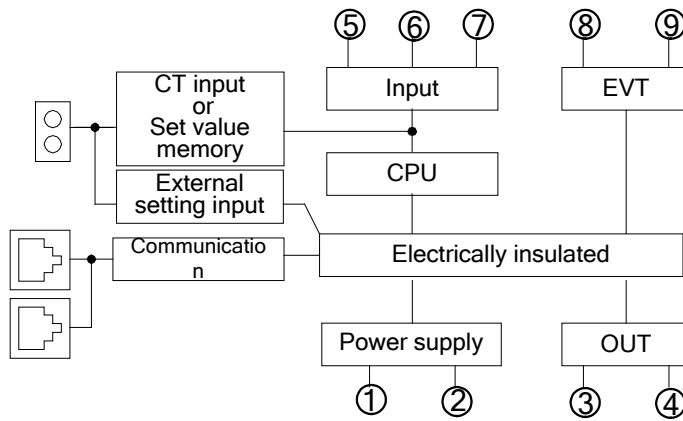 ⑤ ⑥ ⑦ ⑧ ⑨
CT input
or
Set value
memory
Input
EVT
CPU
External
setting input
Communicatio
n
Electrically insulated
Power supply
OUT
① ② ③ ④